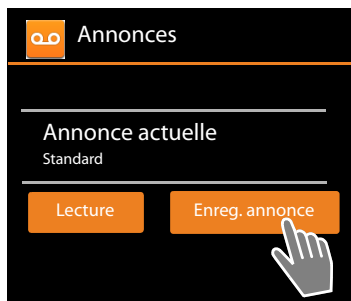 Annonces
Annonce actuelle
Standard
Lecture
Enreg. annonce